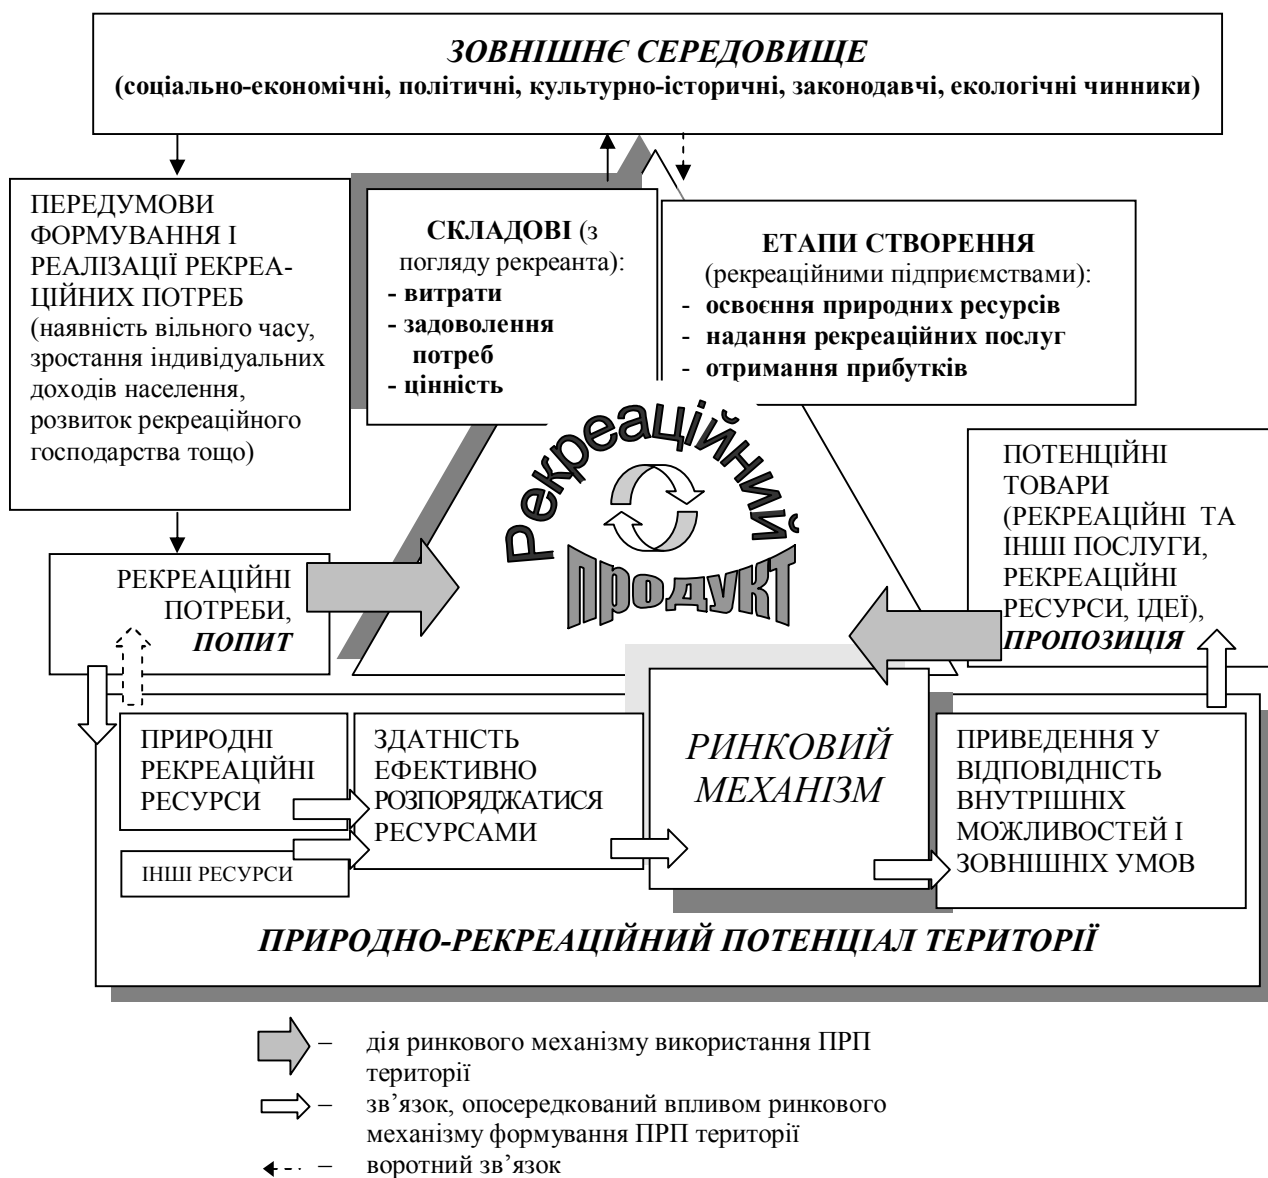 ЗОВНІШНЄ СЕРЕДОВИЩЕ
(соціально-економічні, політичні, культурно-історичні, законодавчі, екологічні чинники)
ПЕРЕДУМОВИ
ФОРМУВАННЯ І
РЕАЛІЗАЦІЇ РЕКРЕА-
ЦІЙНИХ ПОТРЕБ
(наявність вільного часу,
зростання індивідуальних
доходів населення,
розвиток рекреаційного
господарства тощо)
СКЛАДОВІ (з
погляду рекреанта):
- витрати
- задоволення
потреб
- цінність
ЕТАПИ СТВОРЕННЯ
(рекреаційними підприємствами):
- освоєння природних ресурсів
- надання рекреаційних послуг
- отримання прибутків
Рекреаційний
продукт
ПОТЕНЦІЙНІ
ТОВАРИ
(РЕКРЕАЦІЙНІ ТА
ІНШІ ПОСЛУГИ,
РЕКРЕАЦІЙНІ
РЕСУРСИ, ІДЕЇ),
ПРОПОЗИЦІЯ
РЕКРЕАЦІЙНІ
ПОТРЕБИ,
ПОПИТ
ПРИРОДНІ
РЕКРЕАЦІЙНІ
РЕСУРСИ
ІНШІ РЕСУРСИ
ЗДАТНІСТЬ
ЕФЕКТИВНО
РОЗПОРЯДЖАТИСЯ
РЕСУРСАМИ
РИНКОВИЙ
МЕХАНІЗМ
ПРИВЕДЕННЯ У
ВІДПОВІДНІСТЬ
ВНУТРІШНІХ
МОЖЛИВОСТЕЙ І
ЗОВНІШНІХ УМОВ
ПРИРОДНО-РЕКРЕАЦІЙНИЙ ПОТЕНЦІАЛ ТЕРИТОРІЇ
– дія ринкового механізму використання ПРП
території
– зв’язок, опосередкований впливом ринкового
механізму формування ПРП території
– воротний зв’язок